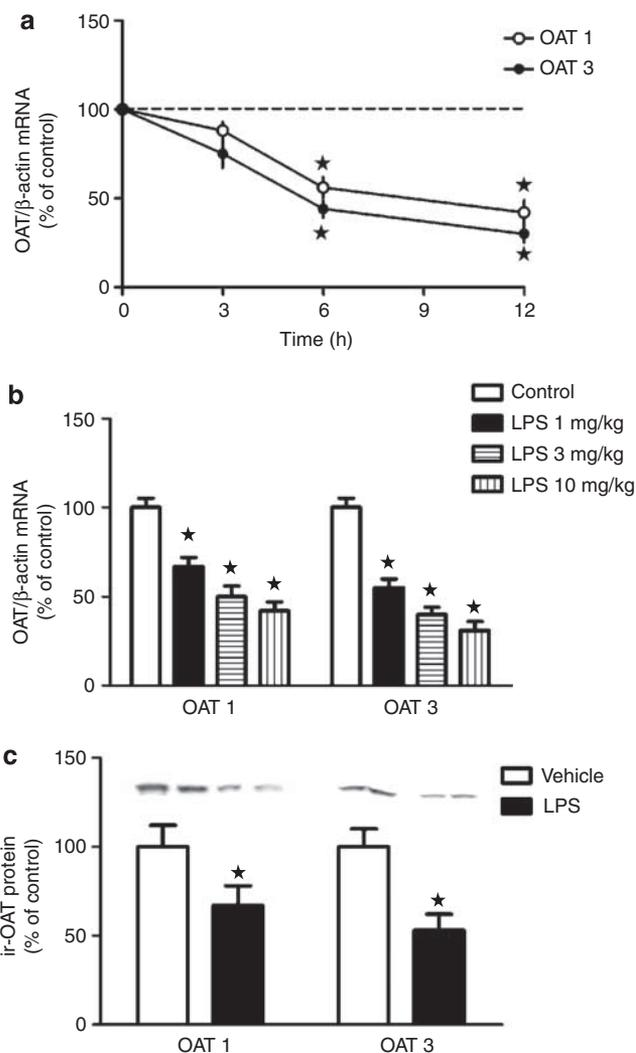 a
150
100
50
0
OAT/β-actin mRNA
(% of control)
OAT 1
OAT 3
0 3 6 9 12
Time (h)
b
150
100
50
0
OAT/β-actin mRNA
(% of control)
Control
LPS 1 mg/kg
LPS 3 mg/kg
LPS 10 mg/kg
OAT 1 OAT 3
c
150
100
50
0
ir-OAT protein
(% of control)
Vehicle
LPS
OAT 1 OAT 3